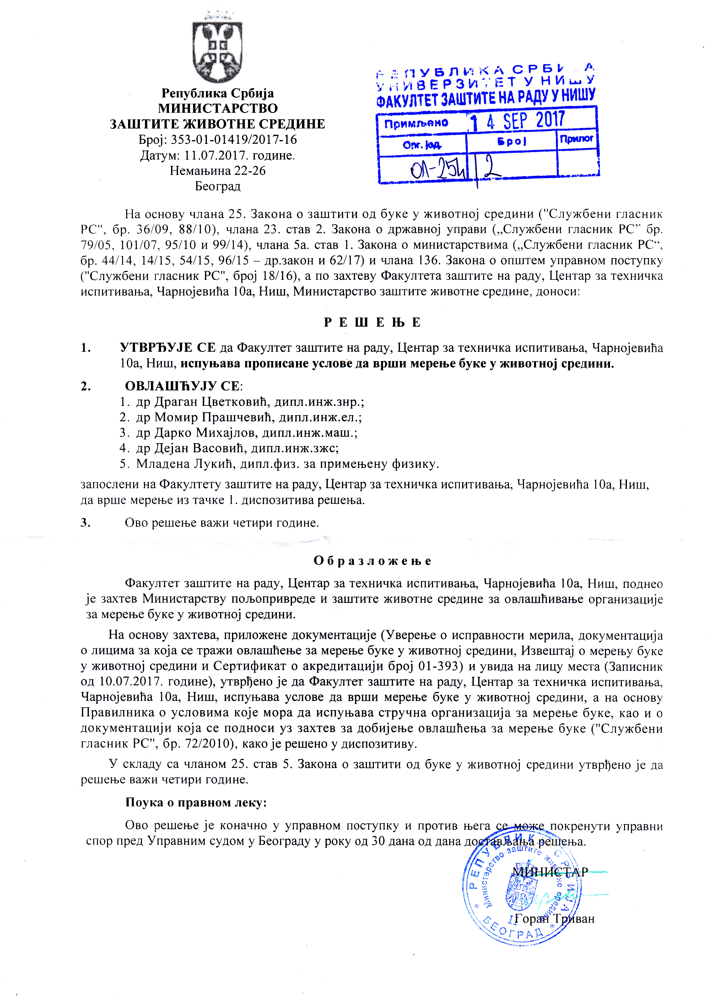 Република Србија
МИНИСТАРСТВО
ЗАШТИТЕ ЖИВОТНЕ СРЕДИНЕ
Број: 353-01-01419/2017-16
Датум: 11.07.2017. године.
Немањина 22-26
Београд
РЕПУБЛИКА СРБИЈА
УНИВЕРЗИТЕТ У НИШУ
ФАКУЛТЕТ ЗАШТИТЕ НА РАДУ У НИШУ
Примљено 14 SEP 2017
Орг. јед. Број Прилог
2
На основу члана 25. Закона о заштити од буке у животној средини ("Службени гласник
РС", бр. 36/09, 88/10), члана 23. став 2. Закона о државној управи („Службени гласник РС” бр.
79/05, 101/07, 95/10 и 99/14), члана 5а. став 1. Закона о министарствима („Службени гласник РС“,
бр. 44/14, 14/15, 54/15, 96/15 – др.закон и 62/17) и члана 136. Закона о општем управном поступку
("Службени гласник РС", број 18/16), а по захтеву Факултета заштите на раду, Центар за техничка
испитивања, Чарнојевића 10а, Ниш, Министарство заштите животне средине, доноси:
Р Е Ш Е Њ Е
1. УТВРЂУЈЕ СЕ да Факултет заштите на раду, Центар за техничка испитивања, Чарнојевића
10а, Ниш, испуњава прописане услове да врши мерење буке у животној средини.
2. ОВЛАШЋУЈУ СЕ:
1. др Драган Цветковић, дипл.инж.знр.;
2. др Момир Прашчевић, дипл.инж.ел.;
3. др Дарко Михајлов, дипл.инж.маш.;
4. др Дејан Васовић, дипл.инж.зжс;
5. Младена Лукић, дипл.физ. за примењену физику.
запослени на Факултету заштите на раду, Центар за техничка испитивања, Чарнојевића 10а, Ниш,
да врше мерење из тачке 1. диспозитива решења.
3. Ово решење важи четири године.
О б р а з л о ж е њ е
Факултет заштите на раду, Центар за техничка испитивања, Чарнојевића 10а, Ниш, поднео
је захтев Министарству пољопривреде и заштите животне средине за овлашћивање организације
за мерење буке у животној средини.
На основу захтева, приложене документације (Уверење о исправности мерила, документација
о лицима за која се тражи овлашћење за мерење буке у животној средини, Извештај о мерењу буке
у животној средини и Сертификат о акредитацији број 01-393) и увида на лицу места (Записник
од 10.07.2017. године), утврђено је да Факултет заштите на раду, Центар за техничка испитивања,
Чарнојевића 10а, Ниш, испуњава услове да врши мерење буке у животној средини, а на основу
Правилника о условима које мора да испуњава стручна организација за мерење буке, као и о
документацији која се подноси уз захтев за добијење овлашћења за мерење буке ("Службени
гласник РС", бр. 72/2010), како је решено у диспозитиву.
У складу са чланом 25. став 5. Закона о заштити од буке у животној средини утврђено је да
решење важи четири године.
Поука о правном леку:
Ово решење је коначно у управном поступку и против њега се може покренути управни
спор пред Управним судом у Београду у року од 30 дана од дана достављања решења.
МИНИСТАР
Горан Триван
РЕПУБЛИКА СРБИЈА
Министарство заштите животне средине
II
* БЕОГРАД *